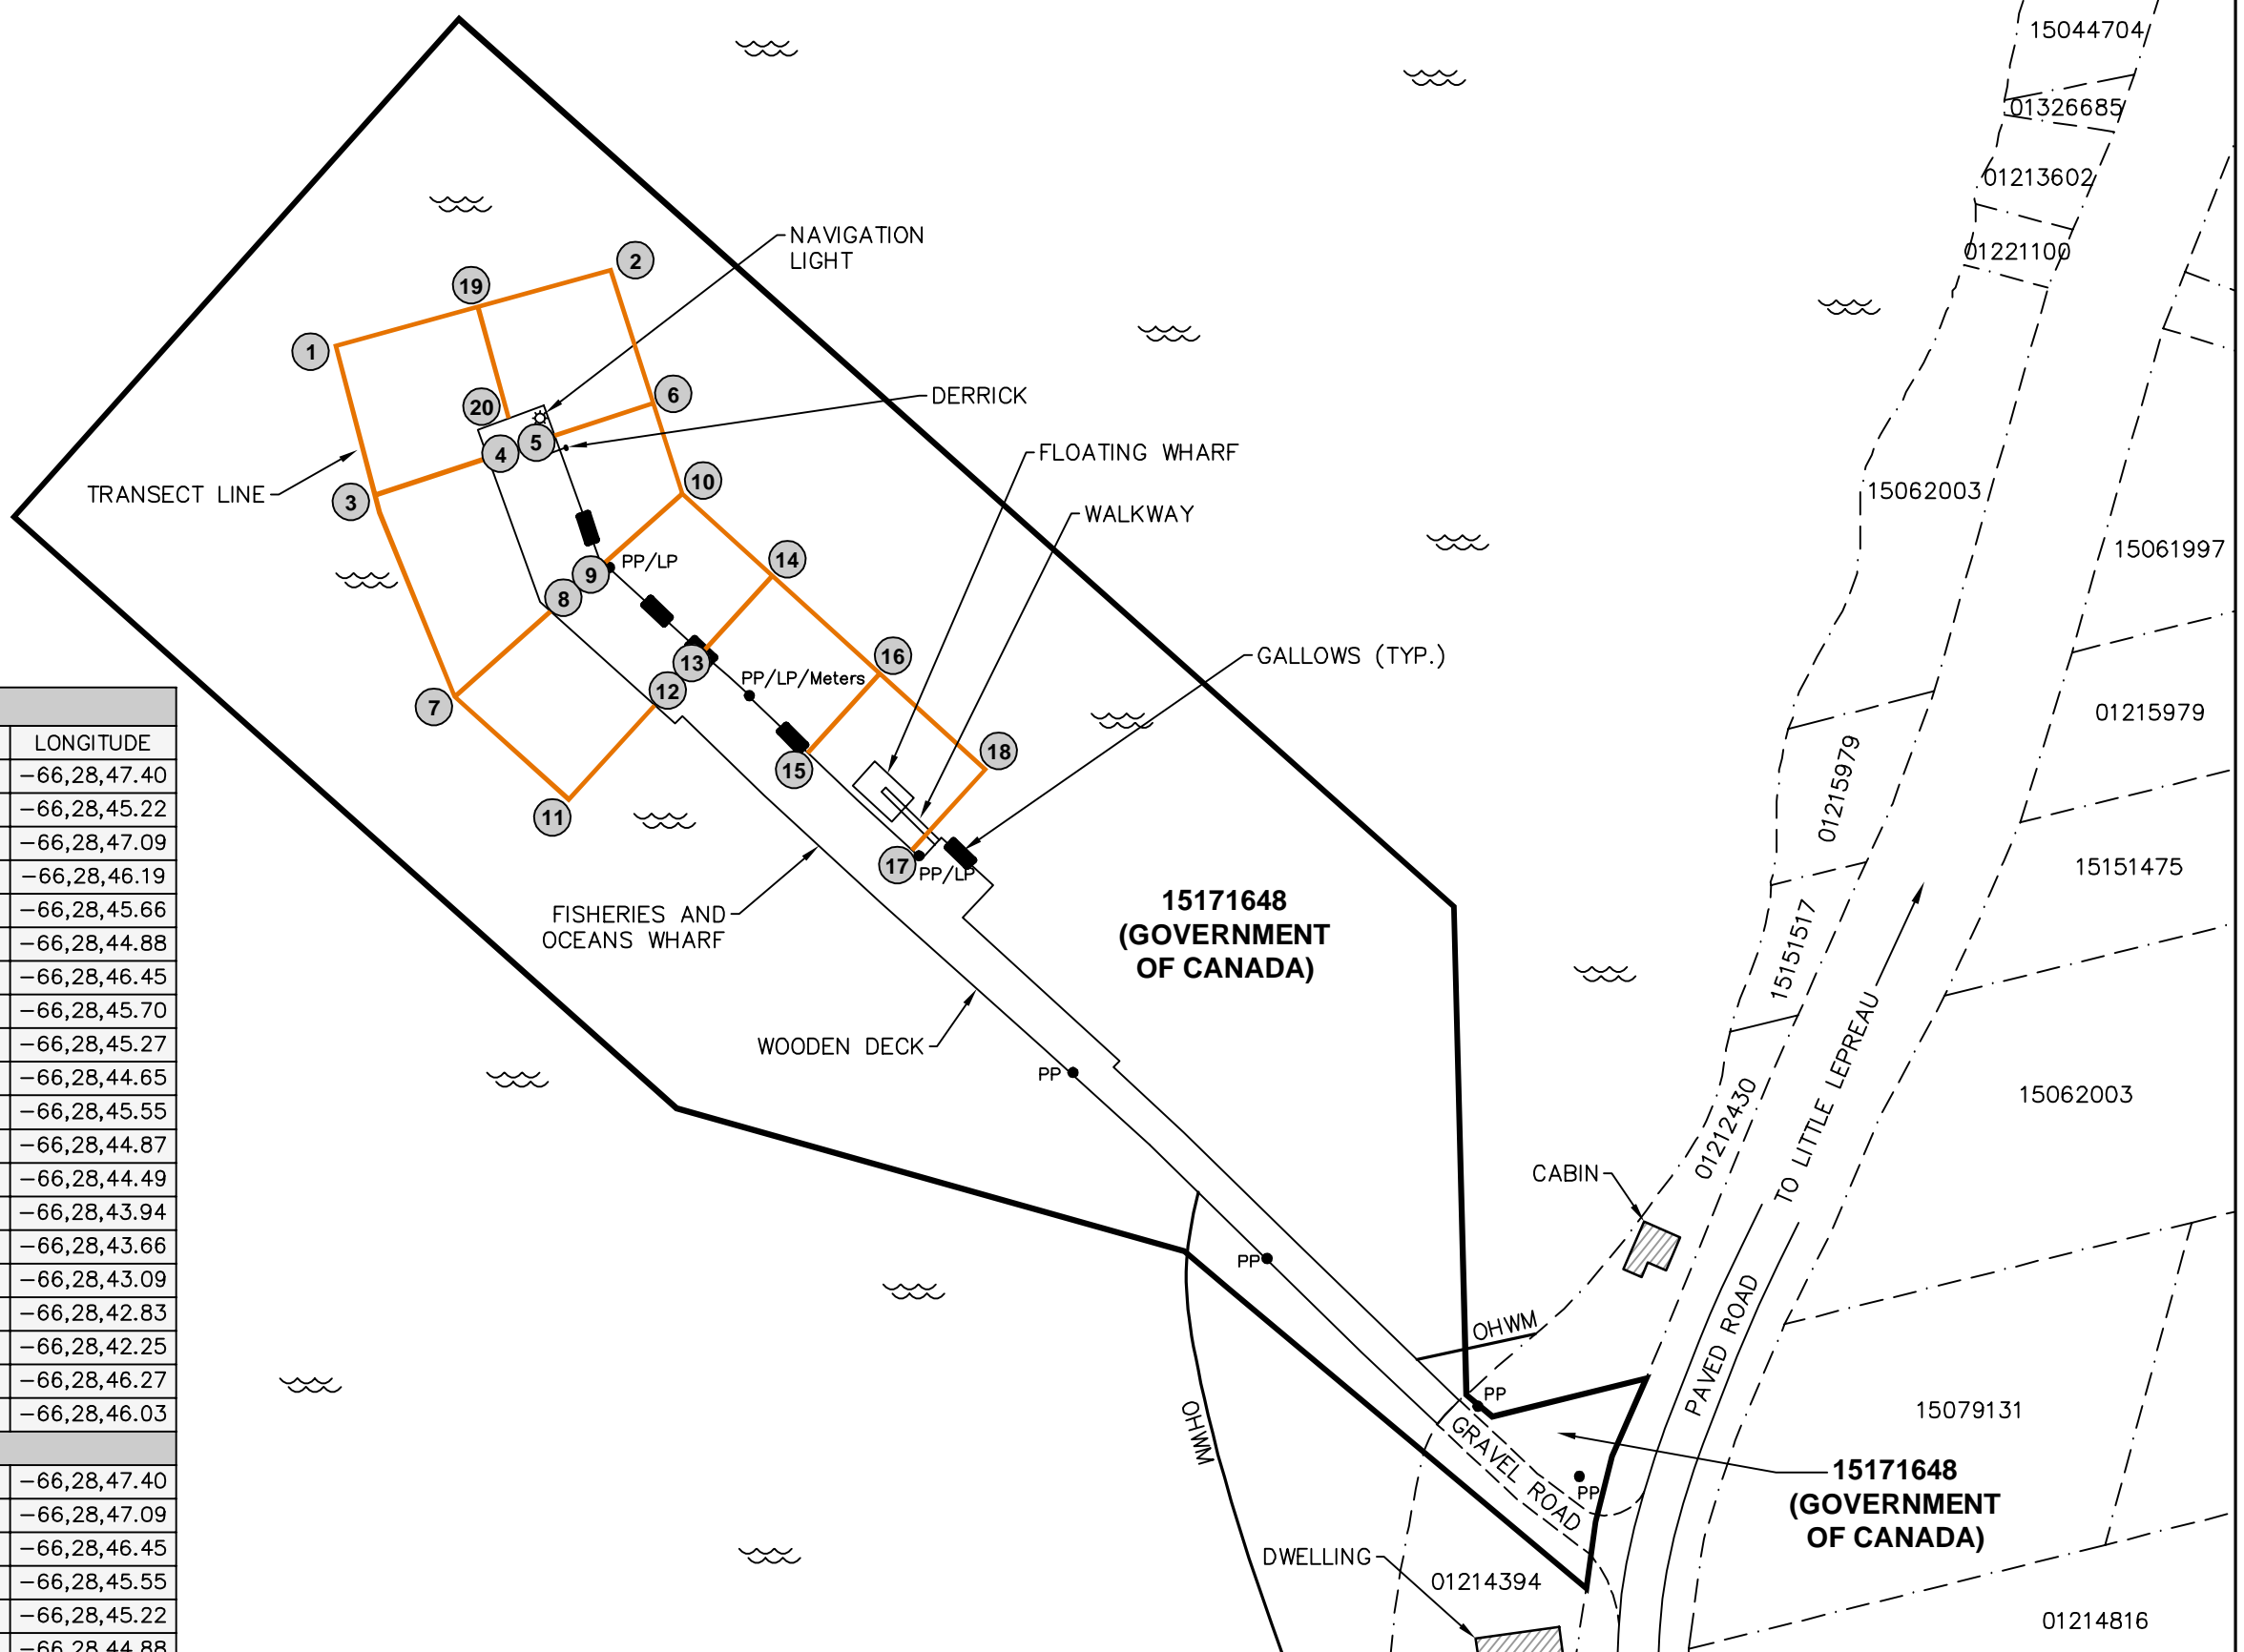 15044704
01326685
01213602
01221100
NAVIGATION
LIGHT
2
19
1
DERRICK
6
20
5
4
FLOATING WHARF
TRANSECT LINE
3
10
WALKWAY
15062003
15061997
PP/LP
14
9
8
GALLOWS (TYP.)
16
13
PP/LP/Meters
12
7
01215979
18
15
01215979
11
17
PP/LP
15151475
FISHERIES AND
OCEANS WHARF
15171648
(GOVERNMENT
OF CANADA)
15151517
WOODEN DECK
PP
TO LITTLE LEPREAU
15062003
01212430
CABIN
PP
OHWM
PAVED ROAD
PP
OHWM
15079131
GRAVEL ROAD
PP
15171648
(GOVERNMENT
OF CANADA)
DWELLING
01214394
01214816
LONGITUDE
-66,28,47.40
-66,28,45.22
-66,28,47.09
-66,28,46.19
-66,28,45.66
-66,28,44.88
-66,28,46.45
-66,28,45.70
-66,28,45.27
-66,28,44.65
-66,28,45.55
-66,28,44.87
-66,28,44.49
-66,28,43.94
-66,28,43.66
-66,28,43.09
-66,28,42.83
-66,28,42.25
-66,28,46.27
-66,28,46.03
-66,28,47.40
-66,28,47.09
-66,28,46.45
-66,28,45.55
-66,28,45.22
-66,28,44.88